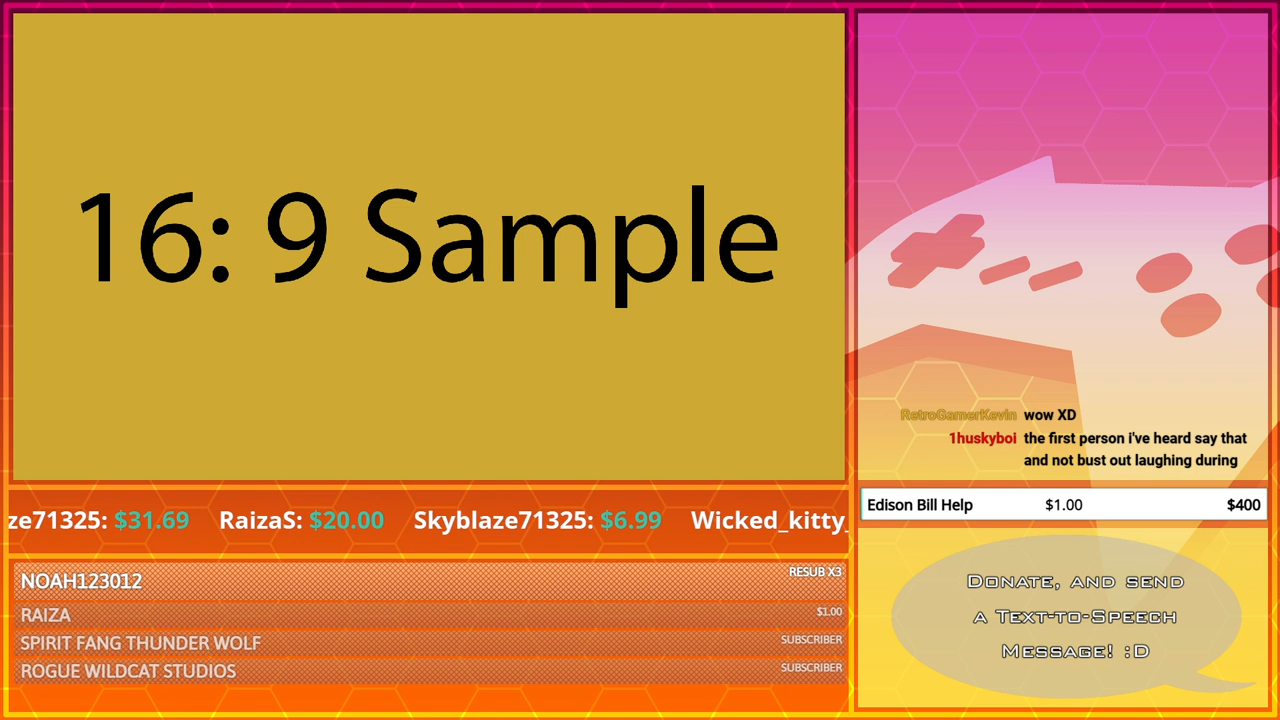 16: 9 Sample
RetroGamerKevin wow XD
1huskyboi the first person i've heard say that
and not bust out laughing during
Edison Bill Help $1.00 $400
ze71325: $31.69 RaizaS: $20.00 Skyblaze71325: $6.99 Wicked_kitty_
NOAH123012 RESUB X3
RAIZA $1.00
SPIRIT FANG THUNDER WOLF SUBSCRIBER
ROGUE WILDCAT STUDIOS SUBSCRIBER
Donate, and send
a Text-to-Speech
Message! :D